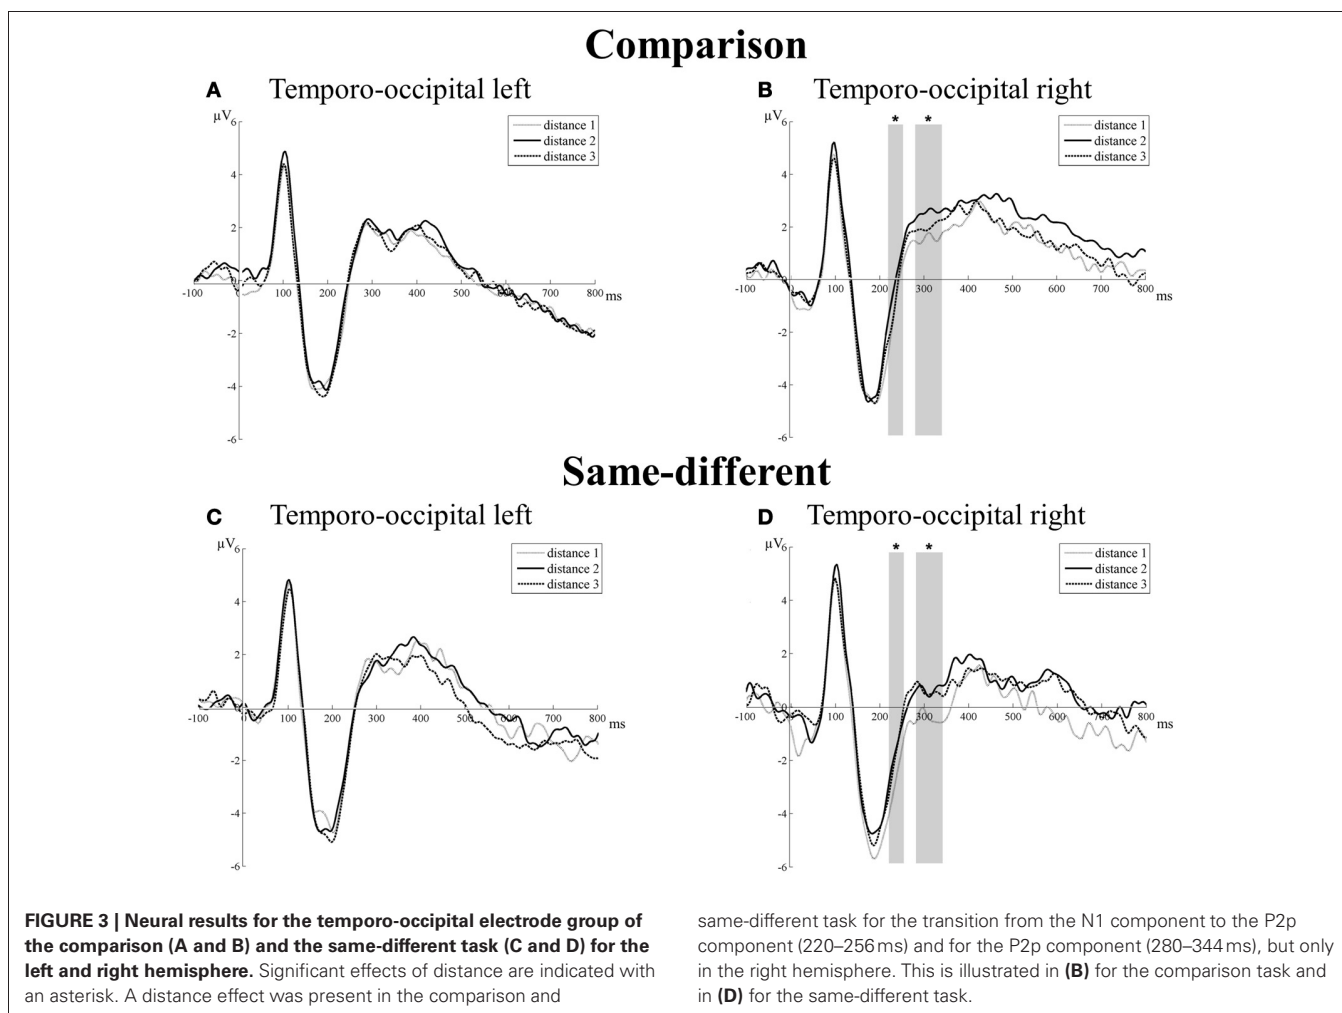 Comparison
A Temporo-occipital left
µV
6
4
2
0
-2
-4
-6
-100 100 200 300 400 500 600 700 800 ms
distance 1
distance 2
distance 3
B Temporo-occipital right
µV
6
4
2
0
-2
-4
-6
-100 0 100 200 300 400 500 600 700 800 ms
* *
distance 1
distance 2
distance 3
Same-different
C Temporo-occipital left
µV
6
4
2
0
-2
-4
-6
-100 0 100 200 300 400 500 600 700 800 ms
distance 1
distance 2
distance 3
D Temporo-occipital right
µV
6
4
2
0
-2
-4
-6
-100 0 100 200 300 400 500 600 700 800 ms
* *
distance 1
distance 2
distance 3
FIGURE 3 | Neural results for the temporo-occipital electrode group of
the comparison (A and B) and the same-different task (C and D) for the
left and right hemisphere. Significant effects of distance are indicated with
an asterisk. A distance effect was present in the comparison and
same-different task for the transition from the N1 component to the P2p
component (220–256 ms) and for the P2p component (280–344 ms), but only
in the right hemisphere. This is illustrated in (B) for the comparison task and
in (D) for the same-different task.